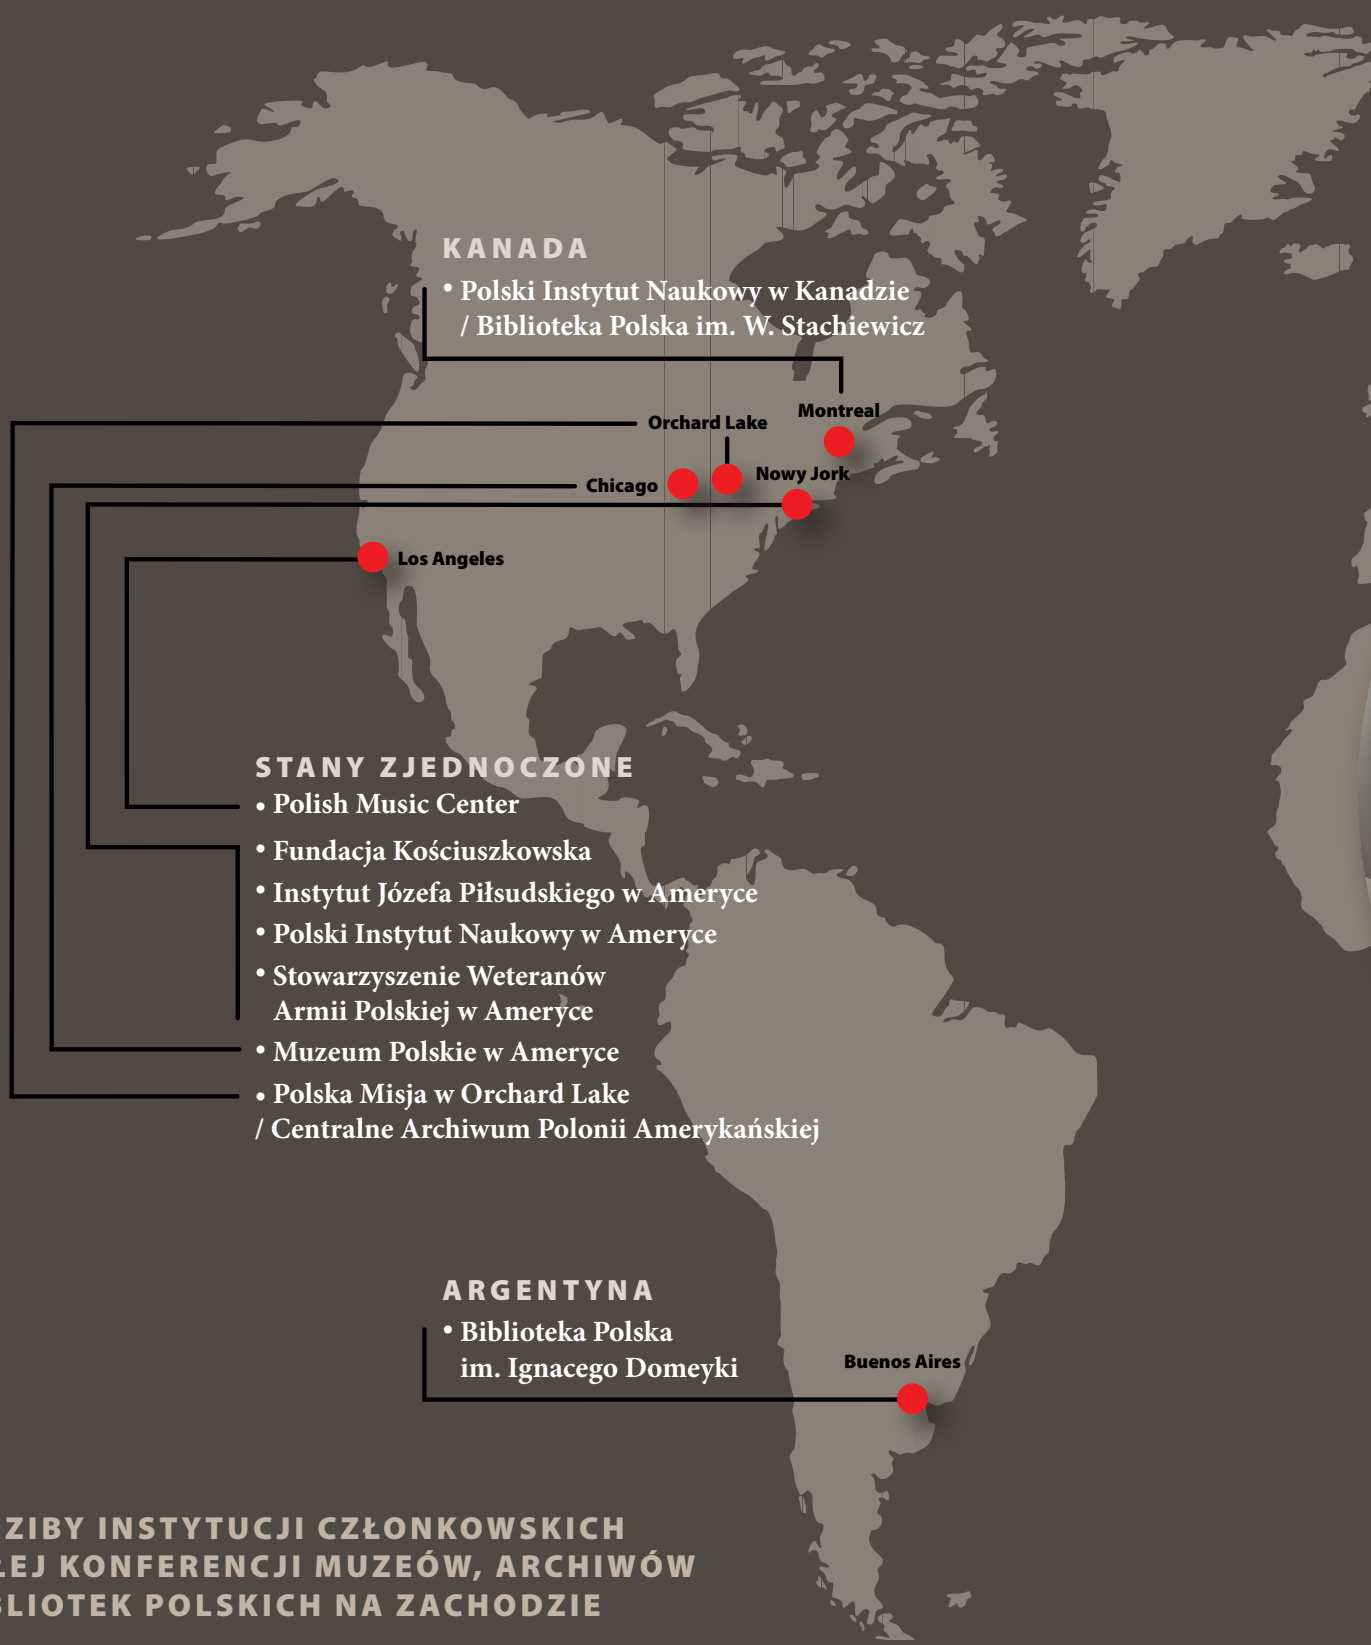 KANADA
• Polski Instytut Naukowy w Kanadzie
/ Biblioteka Polska im. W. Stachiewicz
Montreal
Orchard Lake
Nowy Jork
Chicago
Los Angeles
STANY ZJEDNOCZONE
• Polish Music Center
• Fundacja Kościuszkowska
• Instytut Józefa Piłsudskiego w Ameryce
• Polski Instytut Naukowy w Ameryce
• Stowarzyszenie Weteranów
Armii Polskiej w Ameryce
• Muzeum Polskie w Ameryce
• Polska Misja w Orchard Lake
/ Centralne Archiwum Polonii Amerykańskiej
ARGENTYNA
• Biblioteka Polska
im. Ignacego Domeyki
Buenos Aires
INSTYTUCJI CZŁONKOWSKICH
KONFERENCJI MUZEÓW, ARCHIWÓW
POLSKICH NA ZACHODZIE